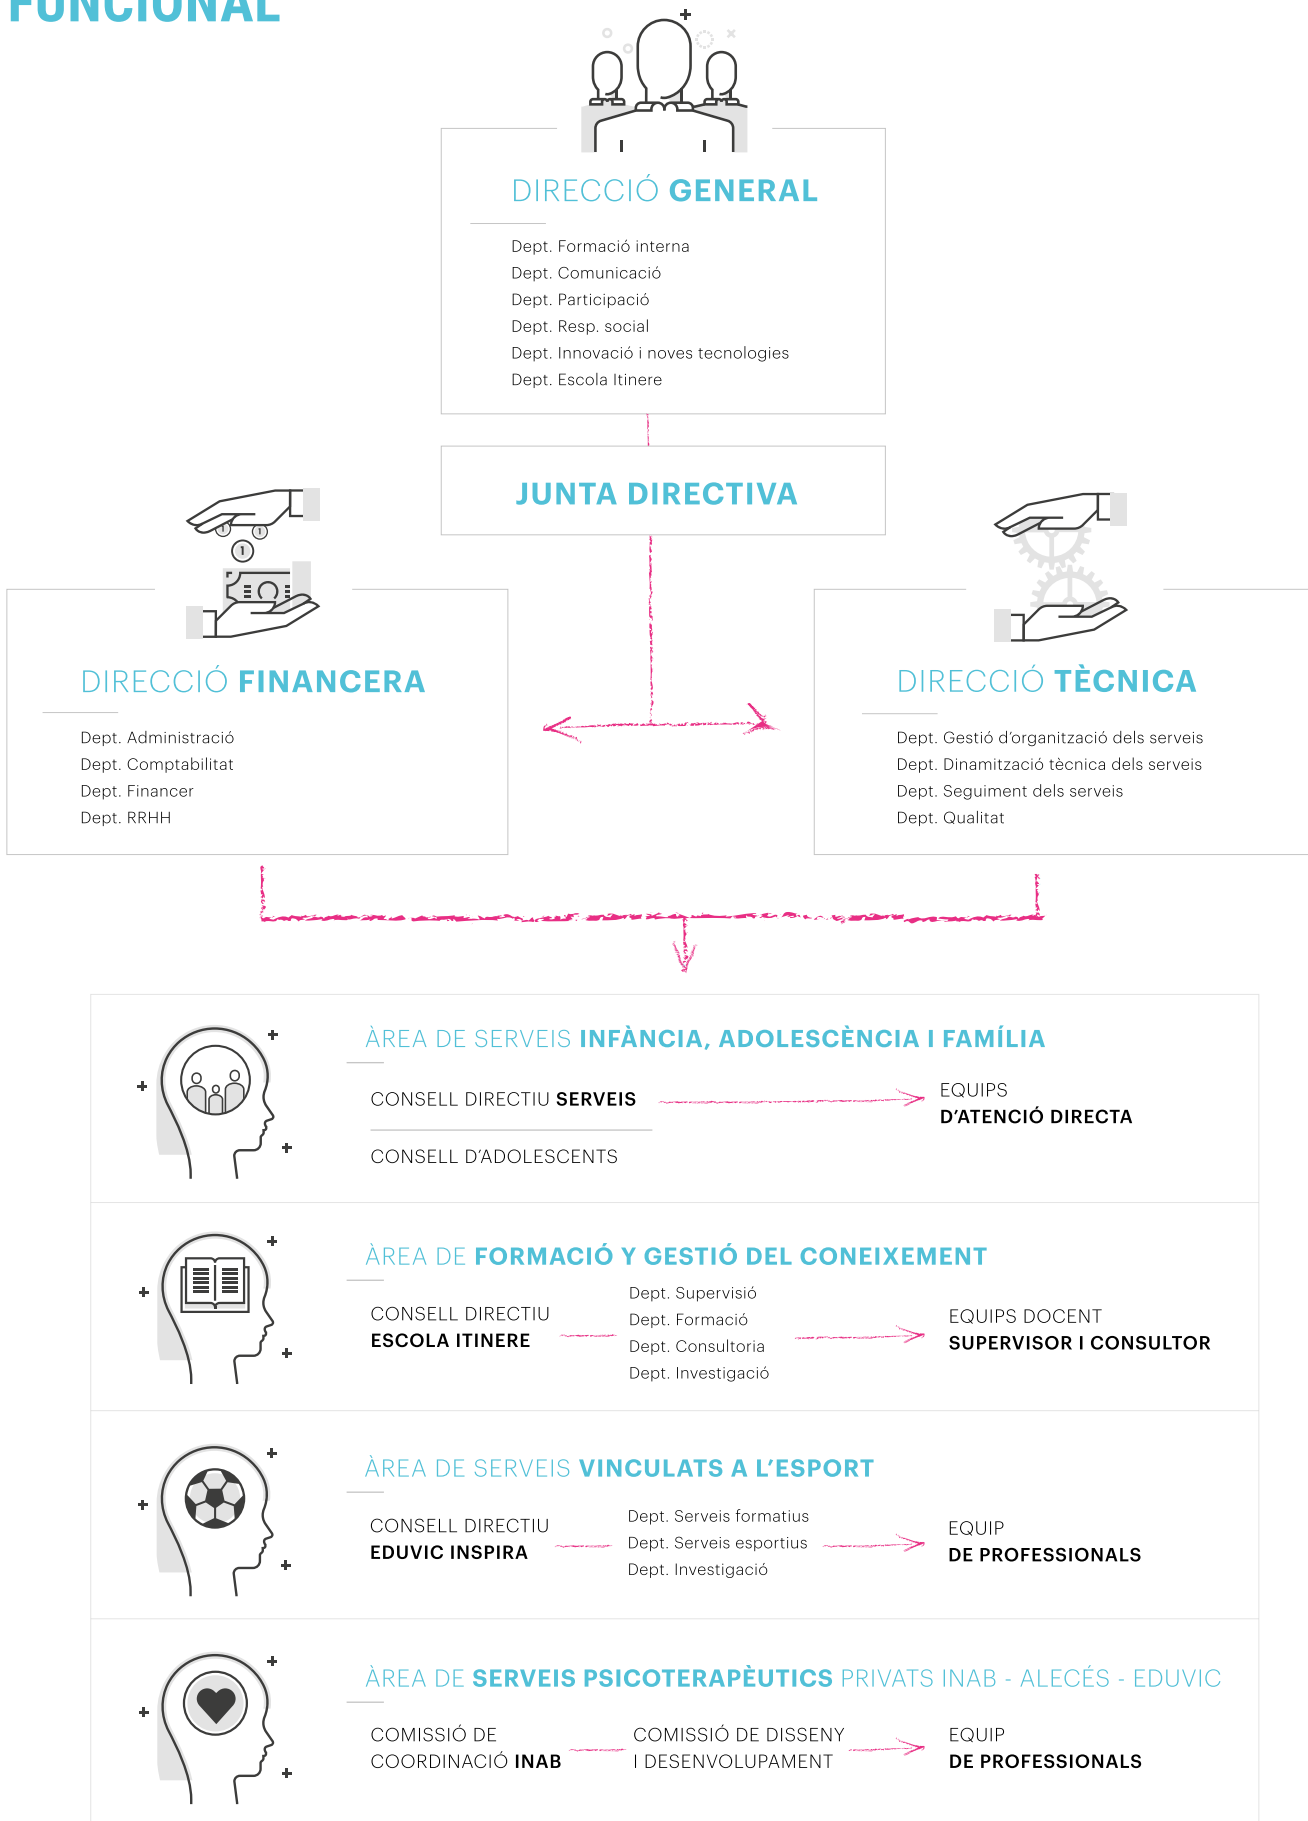 FUNCIONAL
DIRECCIÓ GENERAL
Dept. Formació interna
Dept. Comunicació
Dept. Participació
Dept. Resp. social
Dept. Innovació i noves tecnologies
Dept. Escola Itinere
JUNTA DIRECTIVA
1 1
1
DIRECCIÓ FINANCERA
Dept. Administració
Dept. Comptabilitat
Dept. Financer
Dept. RRHH
DIRECCIÓ TÈCNICA
Dept. Gestió d'organització dels serveis
Dept. Dinamització tècnica dels serveis
Dept. Seguiment dels serveis
Dept. Qualitat
ÀREA DE SERVEIS INFÀNCIA, ADOLESCÈNCIA I FAMÍLIA
CONSELL DIRECTIU SERVEIS
CONSELL D'ADOLESCENTS
EQUIPS
D'ATENCIÓ DIRECTA
ÀREA DE FORMACIÓ Y GESTIÓ DEL CONEIXEMENT
CONSELL DIRECTIU
ESCOLA ITINERE
Dept. Supervisió
Dept. Formació
Dept. Consultoria
Dept. Investigació
EQUIPS DOCENT
SUPERVISOR I CONSULTOR
ÀREA DE SERVEIS VINCULATS A L'ESPORT
CONSELL DIRECTIU
EDUVIC INSPIRA
Dept. Serveis formatius
Dept. Serveis esportius
Dept. Investigació
EQUIP
DE PROFESSIONALS
ÀREA DE SERVEIS PSICOTERAPÈUTICS PRIVATS INAB - ALECÉS - EDUVIC
COMISSIÓ DE
COORDINACIÓ INAB
COMISSIÓ DE DISSENY
I DESENVOLUPAMENT
EQUIP
DE PROFESSIONALS